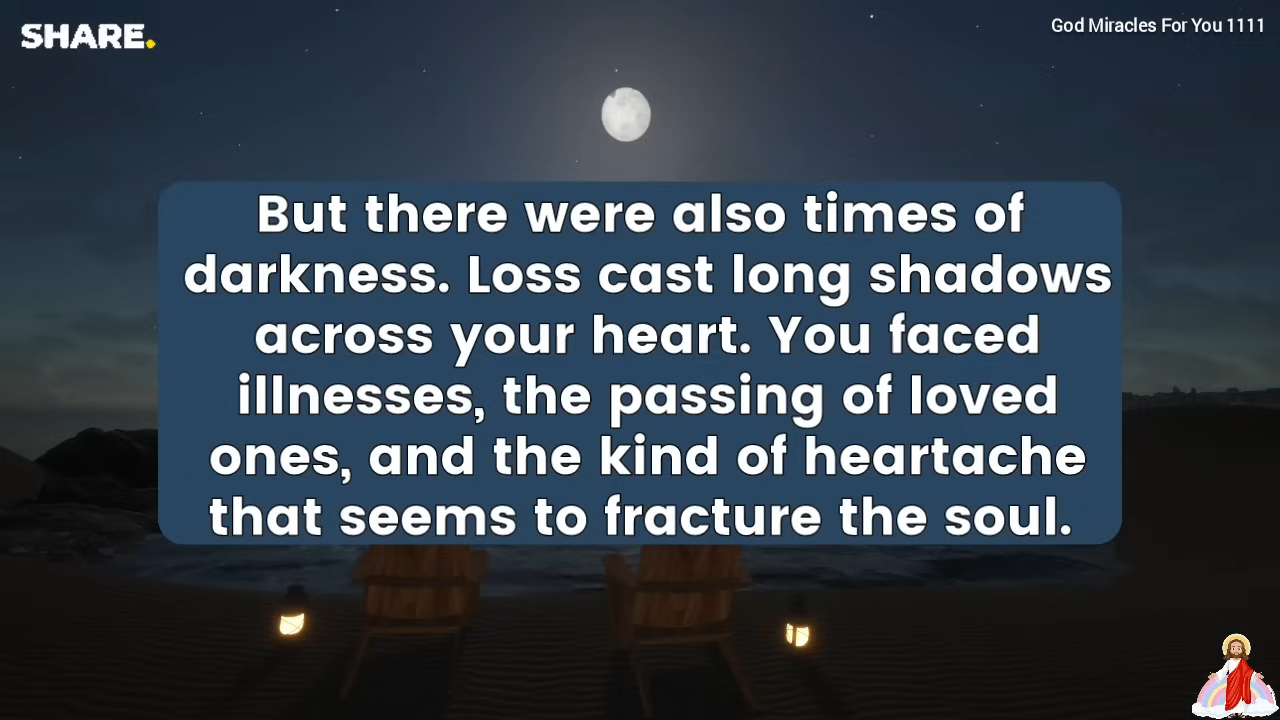 SHARE.
God Miracles For You 1111
But there were also times of
darkness. Loss cast long shadows
across your heart. You faced
illnesses, the passing of loved
ones, and the kind of heartache
that seems to fracture the soul.